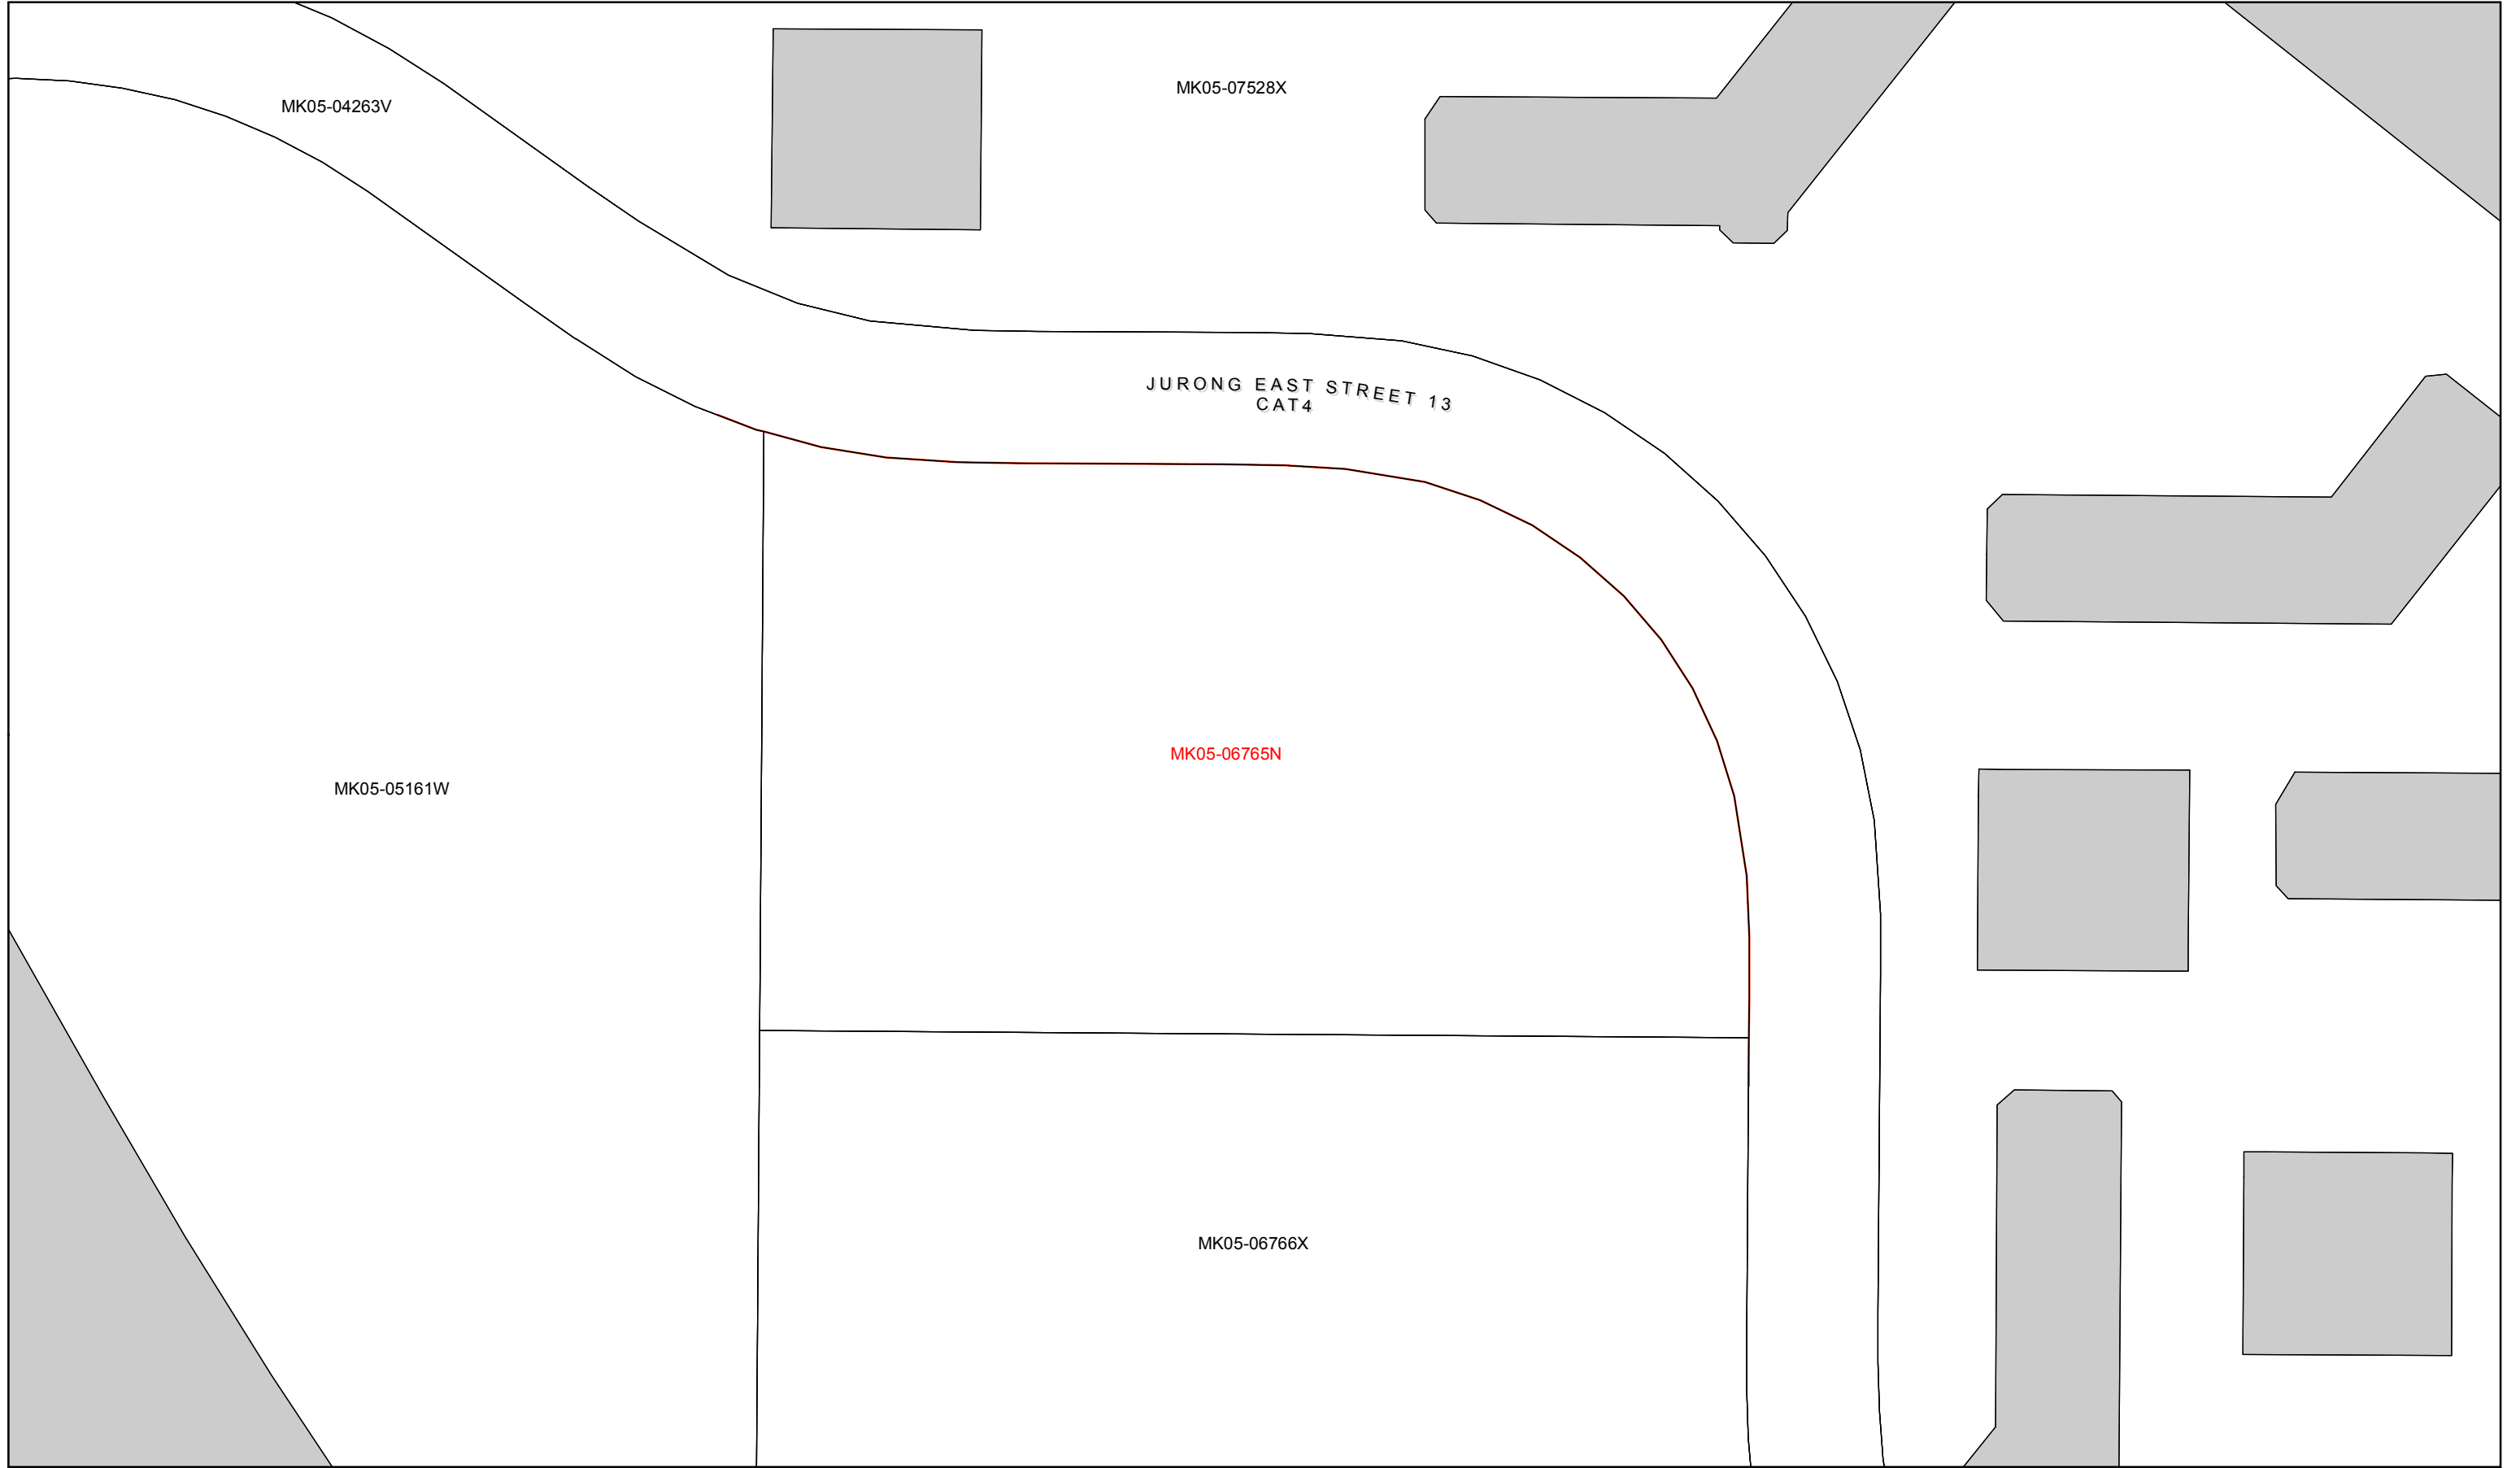 MK05-07528X
MK05-04263V
JURONG EAST STREET 13
CAT4
MK05-06765N
MK05-05161W
MK05-06766X